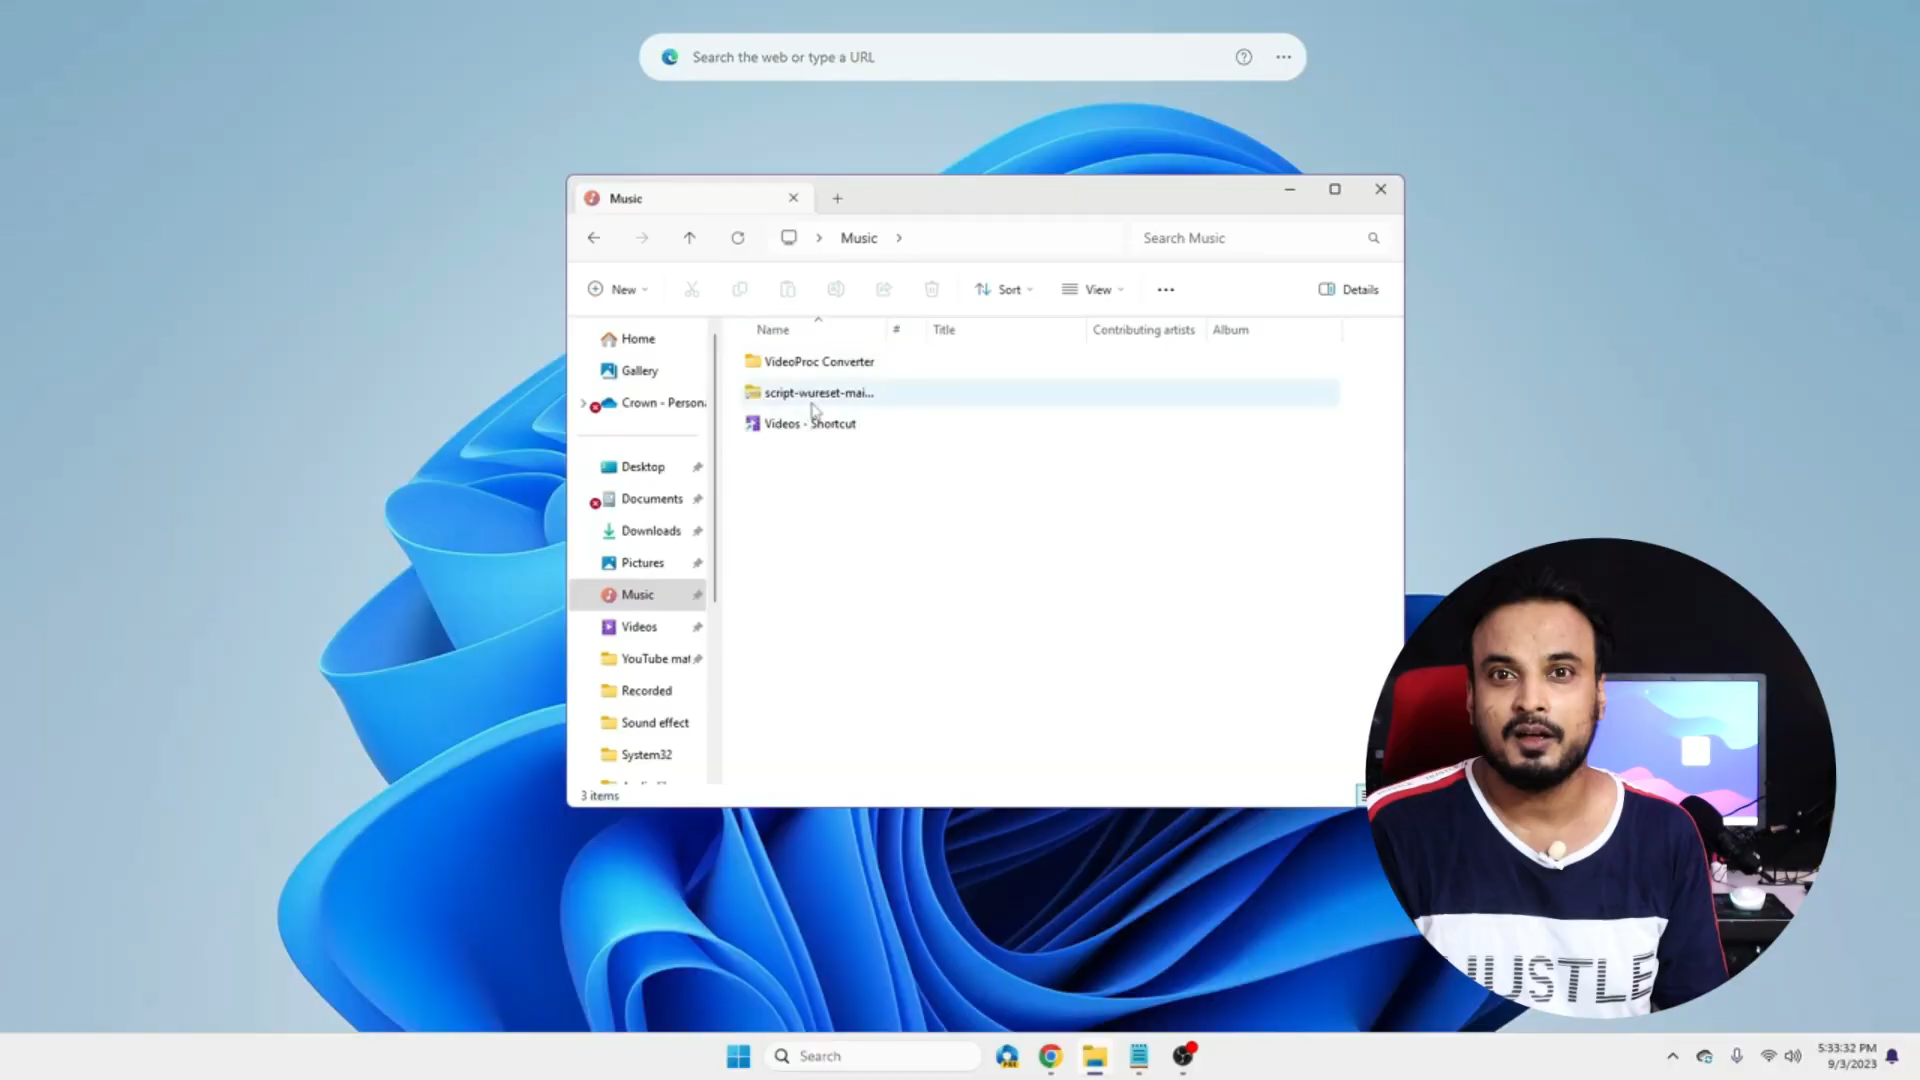 Search the web or type a URL
Music
Music
Search Music
New
Sort
View
Details
Name # Title Contributing artists Album
Home
Gallery
Crown - Persona
Desktop
Documents
Downloads
Pictures
Music
Videos
YouTube mat
Recorded
Sound effect
System32
VideoProc Converter
script-wureset-mai...
Videos - Shortcut
3 items
HUSTLE
Search
PRE
5:33:32 PM
9/3/2023